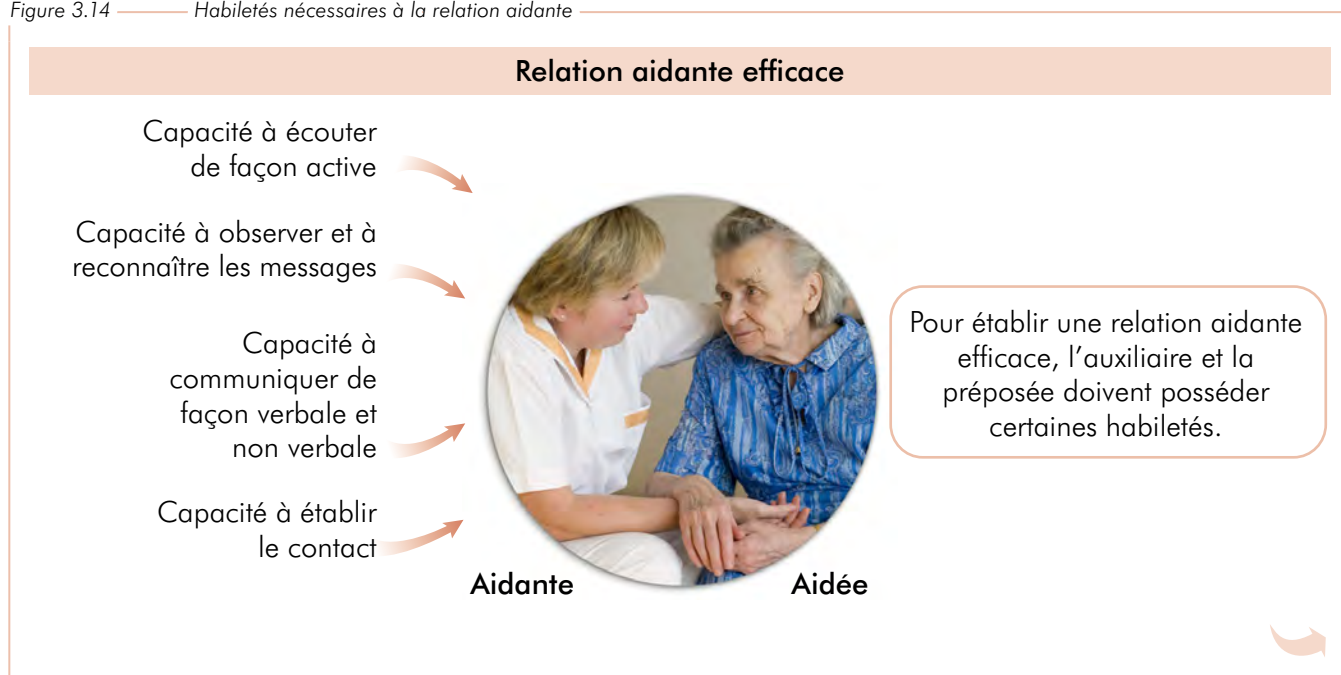 Figure 3.14 Habiletés nécessaires à la relation aidante
Relation aidante efficace
Capacité à écouter
de façon active
Capacité à observer et à
reconnaître les messages
Capacité à
communiquer de
façon verbale et
non verbale
Capacité à établir
le contact
Aidante
Aidée
Pour établir une relation aidante
efficace, l’auxiliaire et la
préposée doivent posséder
certaines habiletés.